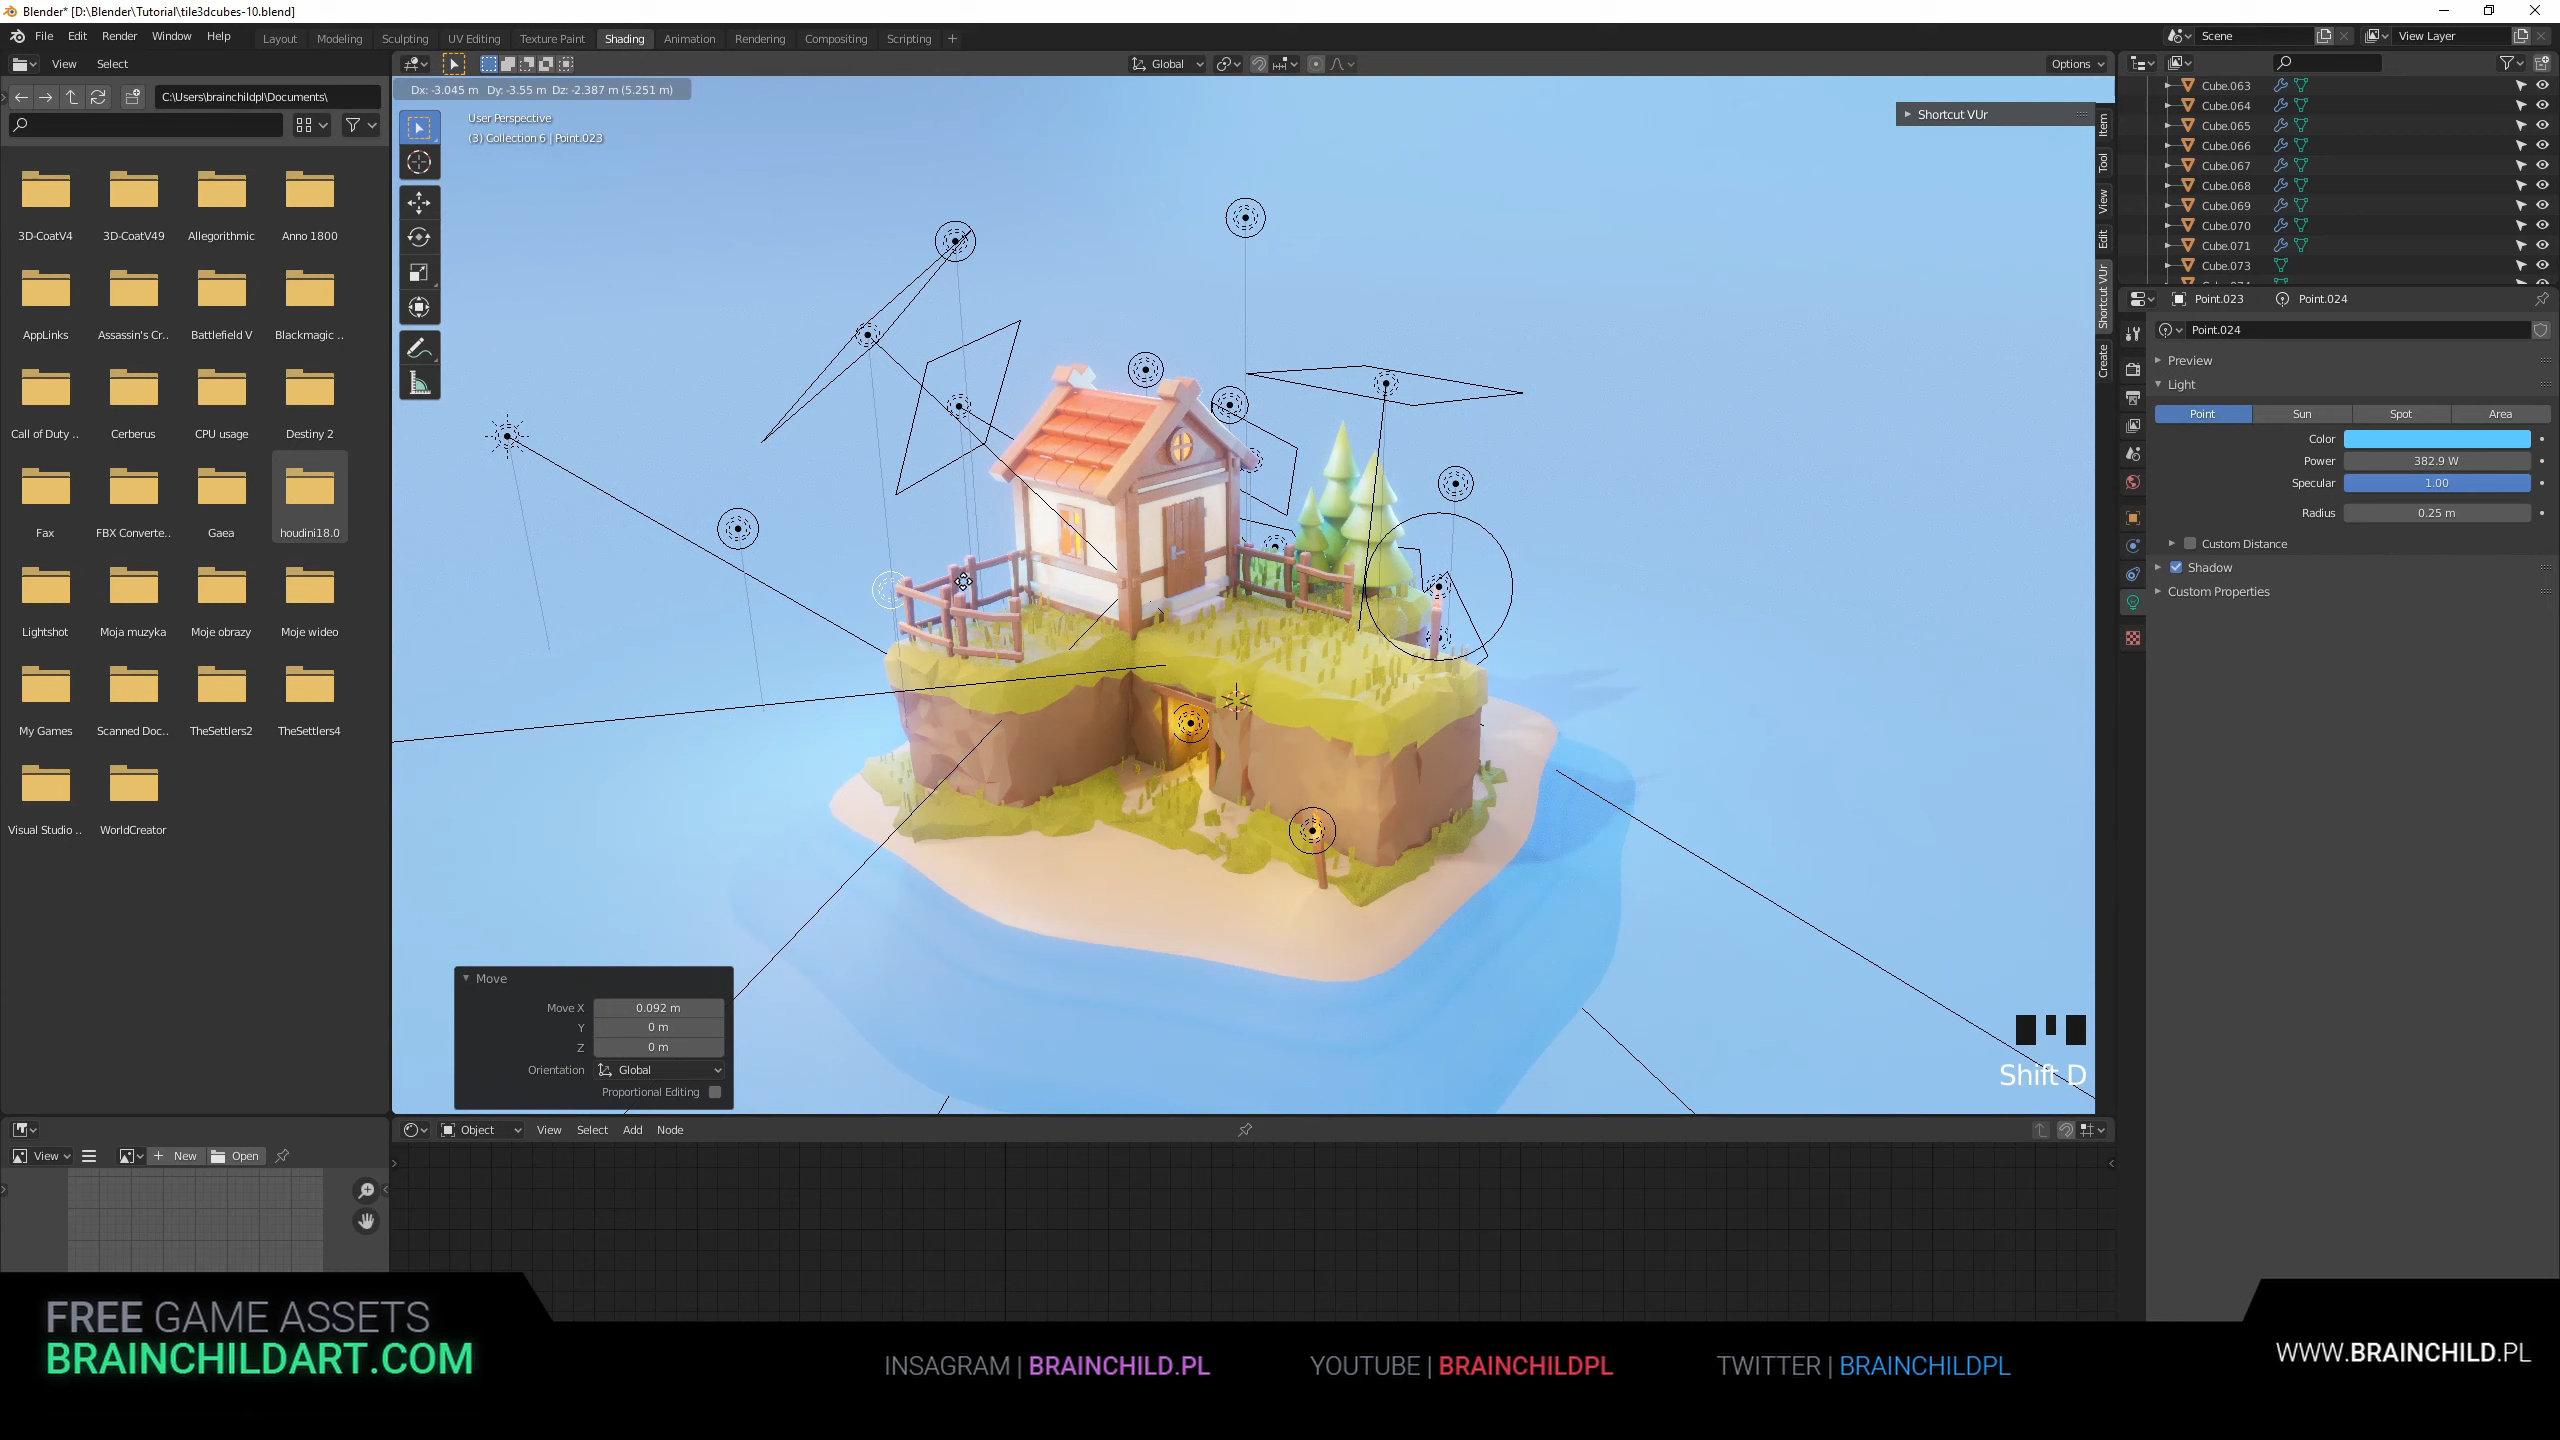 Blender* [D:\Blender\Tutorial\tile3dcubes-10.blend]
File Edit Render Window Help
Layout Modeling Sculpting UV Editing Texture Paint Shading Animation Rendering Compositing Scripting
Scene
View Layer
View Select
Global
Options
C:\Users\brainchildpl\Documents\
3D-CoatV4 3D-CoatV49 Allegorithmic Anno 1800
AppLinks Assassin's Cr.. Battlefield V Blackmagic ..
Call of Duty .. Cerberus CPU usage Destiny 2
Fax FBX Converte.. Gaea houdini18.0
Lightshot Moja muzyka Moje obrazy Moje wideo
My Games Scanned Doc.. TheSettlers2 TheSettlers4
Visual Studio .. WorldCreator
Dx: -3.045 m Dy: -3.55 m Dz: -2.387 m (5.251 m)
User Perspective
(3) Collection 6 | Point.023
Shortcut VUr
Item
Tool
View
Edit
Shortcut VUr
Create
Move
Move X 0.092 m
Y 0 m
Z 0 m
Orientation Global
Proportional Editing
Shift D
Cube.063
Cube.064
Cube.065
Cube.066
Cube.067
Cube.068
Cube.069
Cube.070
Cube.071
Cube.073
Point.023 Point.024
Point.024
Preview
Light
Point Sun Spot Area
Color
Power 382.9 W
Specular 1.00
Radius 0.25 m
Custom Distance
Shadow
Custom Properties
Object View Select Add Node
View New Open
FREE GAME ASSETS
BRAINCHILDART.COM
INSAGRAM | BRAINCHILD.PL
YOUTUBE | BRAINCHILDPL
TWITTER | BRAINCHILDPL
WWW.BRAINCHILD.PL